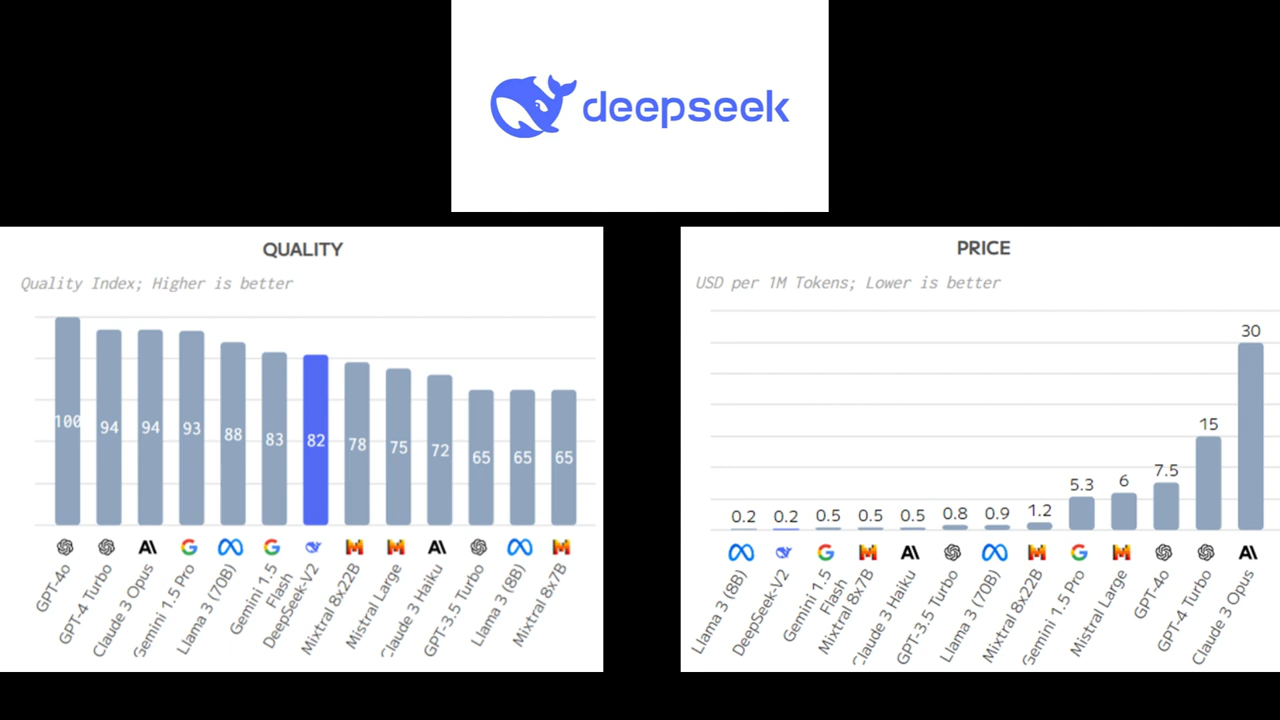 deepseek
QUALITY
Quality Index; Higher is better
100 94 94 93 88 83 82 78 75 72 65 65 65
GPT-4o
GPT-4 Turbo
Claude 3 Opus
Gemini 1.5 Pro
Llama 3 (70B)
Gemini 1.5
Flash
DeepSeek-V2
Mixtral 8x22B
Mistral Large
Claude 3 Haiku
GPT-3.5 Turbo
Llama 3 (8B)
Mixtral 8x7B
PRICE
USD per 1M Tokens; Lower is better
0.2 0.2 0.5 0.5 0.5 0.8 0.9 1.2 5.3 6 7.5 15 30
Llama 3 (8B)
DeepSeek-V2
Gemini 1.5
Flash
Mixtral 8x7B
Claude 3 Haiku
GPT-3.5 Turbo
Llama 3 (70B)
Mixtral 8x22B
Gemini 1.5 Pro
Mistral Large
GPT-4o
GPT-4 Turbo
Claude 3 Opus